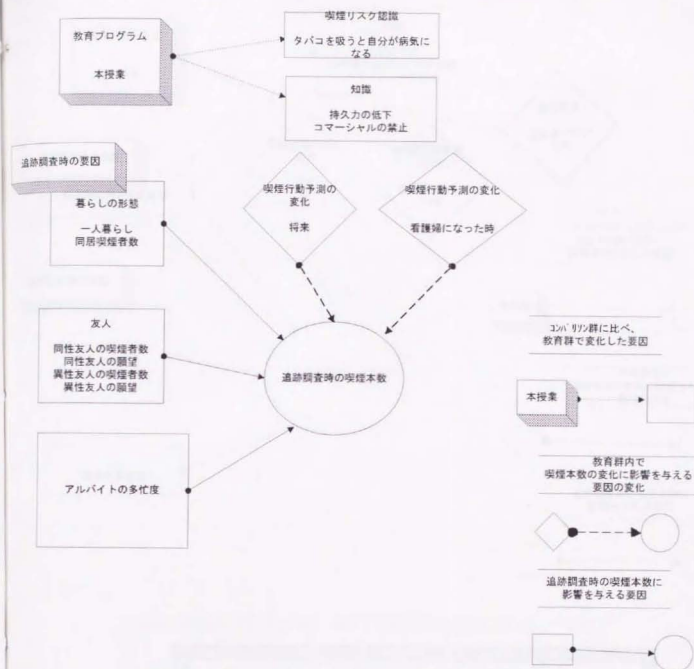 教育プログラム
本授業
喫煙リスク認識
タバコを吸うと自分が病気に
なる
知識
持久力の低下
コマーシャルの禁止
追跡調査時の要因
暮らしの形態
一人暮らし
同居喫煙者数
喫煙行動予測の
変化
将来
喫煙行動予測の変化
看護婦になった時
友人
同性友人の喫煙者数
同性友人の願望
異性友人の喫煙者数
異性友人の願望
追跡調査時の喫煙本数
アルバイトの多忙度
コンパリソン群に比べ、
教育群で変化した要因
本授業
教育群内で
喫煙本数の変化に影響を与える
要因の変化
追跡調査時の喫煙本数に
影響を与える要因